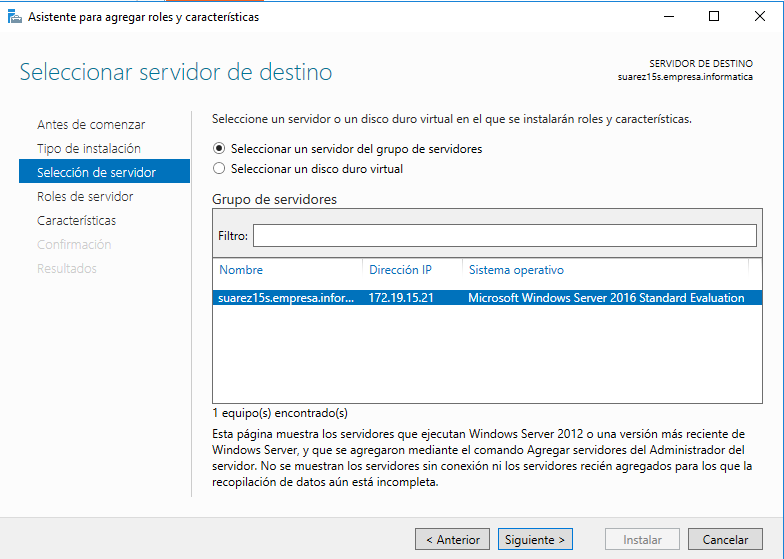 Asistente para agregar roles y características
Seleccionar servidor de destino
SERVIDOR DE DESTINO
suarez15s.empresa.informatica
Antes de comenzar
Tipo de instalación
Selección de servidor
Roles de servidor
Características
Confirmación
Resultados
Seleccione un servidor o un disco duro virtual en el que se instalarán roles y características.
Seleccionar un servidor del grupo de servidores
Seleccionar un disco duro virtual
Grupo de servidores
Filtro:
Nombre Dirección IP Sistema operativo
suarez15s.empresa.infor... 172.19.15.21 Microsoft Windows Server 2016 Standard Evaluation
1 equipo(s) encontrado(s)
Esta página muestra los servidores que ejecutan Windows Server 2012 o una versión más reciente de
Windows Server, y que se agregaron mediante el comando Agregar servidores del Administrador del
servidor. No se muestran los servidores sin conexión ni los servidores recién agregados para los que la
recopilación de datos aún está incompleta.
< Anterior Siguiente > Instalar Cancelar